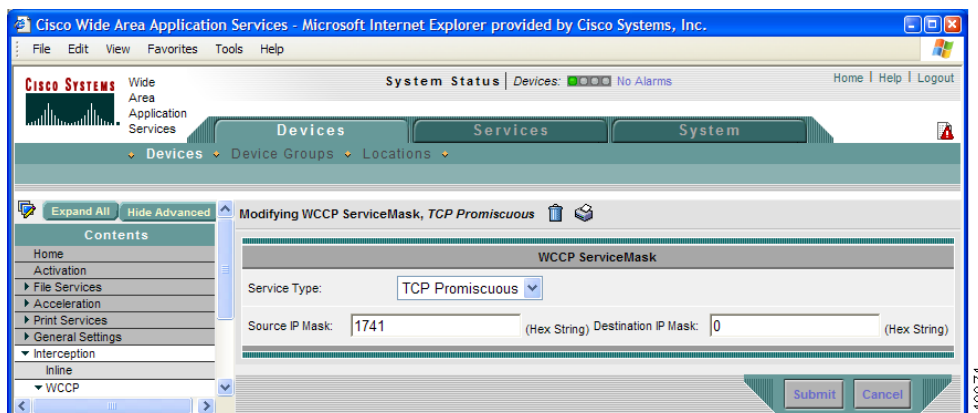 Cisco Wide Area Application Services - Microsoft Internet Explorer provided by Cisco Systems, Inc.
File Edit View Favorites Tools Help
CISCO SYSTEMS
Wide
Area
Application
Services
System Status | Devices: No Alarms
Home | Help | Logout
Devices Services System
Devices Device Groups Locations
Expand All Hide Advanced
Contents
Home
Activation
File Services
Acceleration
Print Services
General Settings
Interception
Inline
WCCP
Modifying WCCP ServiceMask, TCP Promiscuous
WCCP ServiceMask
Service Type: TCP Promiscuous
Source IP Mask: 1741 (Hex String) Destination IP Mask: 0 (Hex String)
Submit Cancel